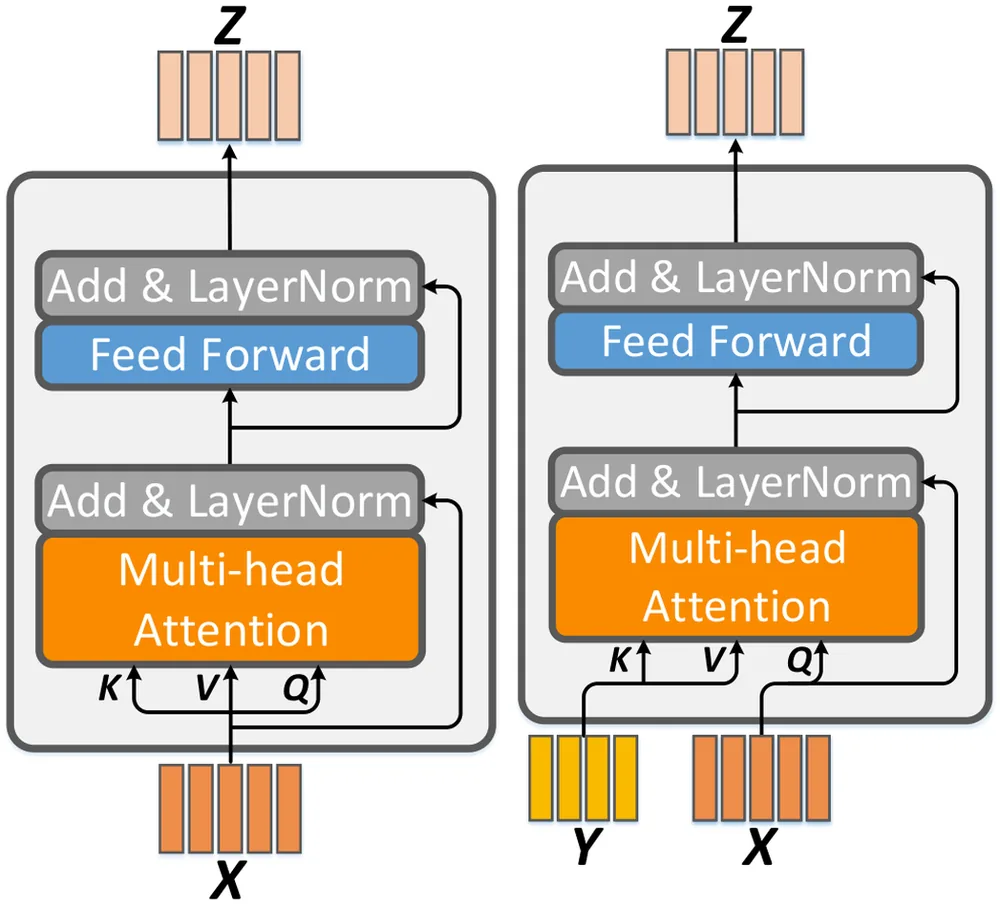 Z
Add & LayerNorm
Feed Forward
Add & LayerNorm
Multi-head
Attention
K V Q
X
Z
Add & LayerNorm
Feed Forward
Add & LayerNorm
Multi-head
Attention
K V Q
Y X